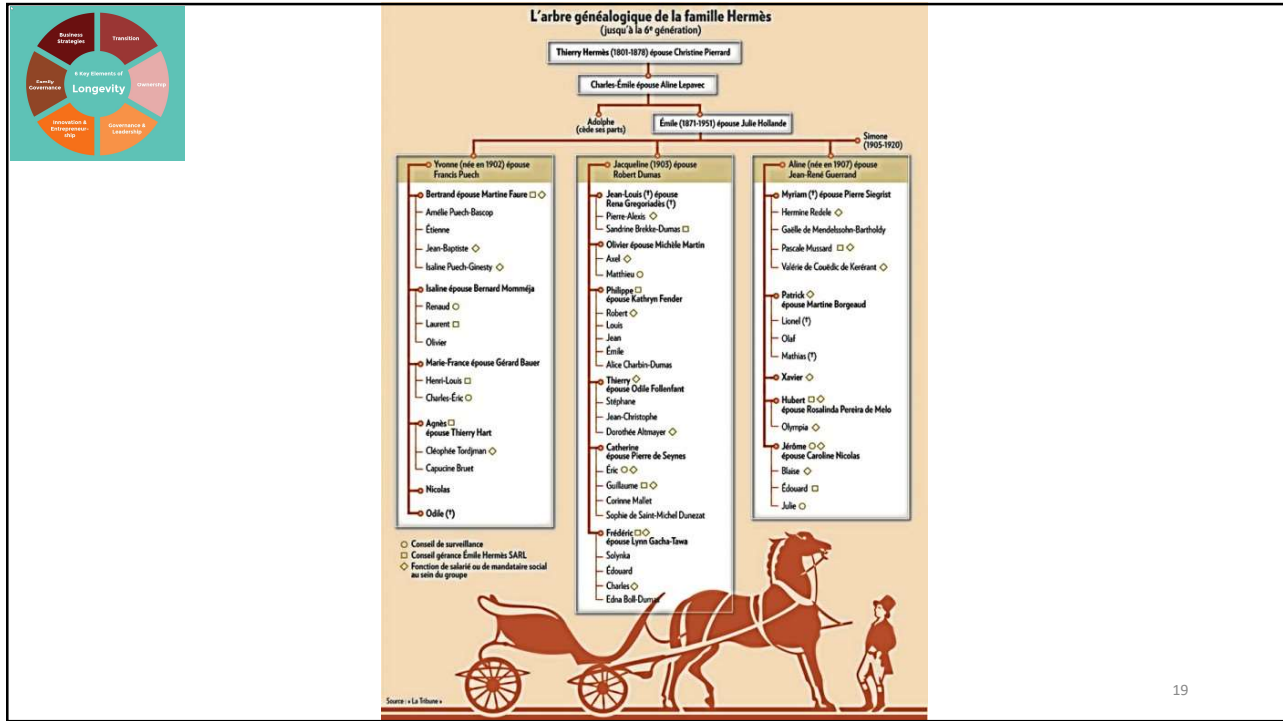 Business
Strategies
Transition
Family
Governance
6 Key Elements of
Longevity
Ownership
Innovation &
Entrepreneur-
ship
Governance &
Leadership
L'arbre généalogique de la famille Hermès
(jusqu'à la 6e génération)
Thierry Hermès (1801-1878) épouse Christine Pierrard
Charles-Émile épouse Aline Lepavec
Adolphe
(cède ses parts)
Émile (1871-1951) épouse Julie Hollande
Simone
(1905-1920)
Yvonne (née en 1902) épouse
Francis Puech
Bertrand épouse Martine Faure
Amélie Puech-Bascop
Étienne
Jean-Baptiste
Isaline Puech-Ginesty
Isaline épouse Bernard Momméja
Renaud
Laurent
Olivier
Marie-France épouse Gérard Bauer
Henri-Louis
Charles-Éric
Agnès
épouse Thierry Hart
Cléophée Tordjman
Capucine Bruet
Nicolas
Odile (†)
Jacqueline (1903) épouse
Robert Dumas
Jean-Louis (†) épouse
Rena Gregoriadès (†)
Pierre-Alexis
Sandrine Brekke-Dumas
Olivier épouse Michèle Martin
Axel
Matthieu
Philippe
épouse Kathryn Fender
Robert
Louis
Jean
Émile
Alice Charbin-Dumas
Thierry
épouse Odile Follenfant
Stéphane
Jean-Christophe
Dorothée Altmayer
Catherine
épouse Pierre de Seynes
Éric
Guillaume
Corinne Mallet
Sophie de Saint-Michel Dunezat
Frédéric
épouse Lynn Gacha-Tawa
Solynka
Édouard
Charles
Edna Boll-Dumas
Aline (née en 1907) épouse
Jean-René Guerrand
Myriam (†) épouse Pierre Siegrist
Hermine Redele
Gaëlle de Mendelssohn-Bartholdy
Pascale Mussard
Valérie de Couëdic de Kerérant
Patrick
épouse Martine Borgeaud
Lionel (†)
Olaf
Mathias (†)
Xavier
Hubert
épouse Rosalinda Pereira de Melo
Olympia
Jérôme
épouse Caroline Nicolas
Blaise
Édouard
Julie
Conseil de surveillance
Conseil gérance Émile Hermès SARL
Fonction de salarié ou de mandataire social
au sein du groupe
Source : « La Tribune »
19